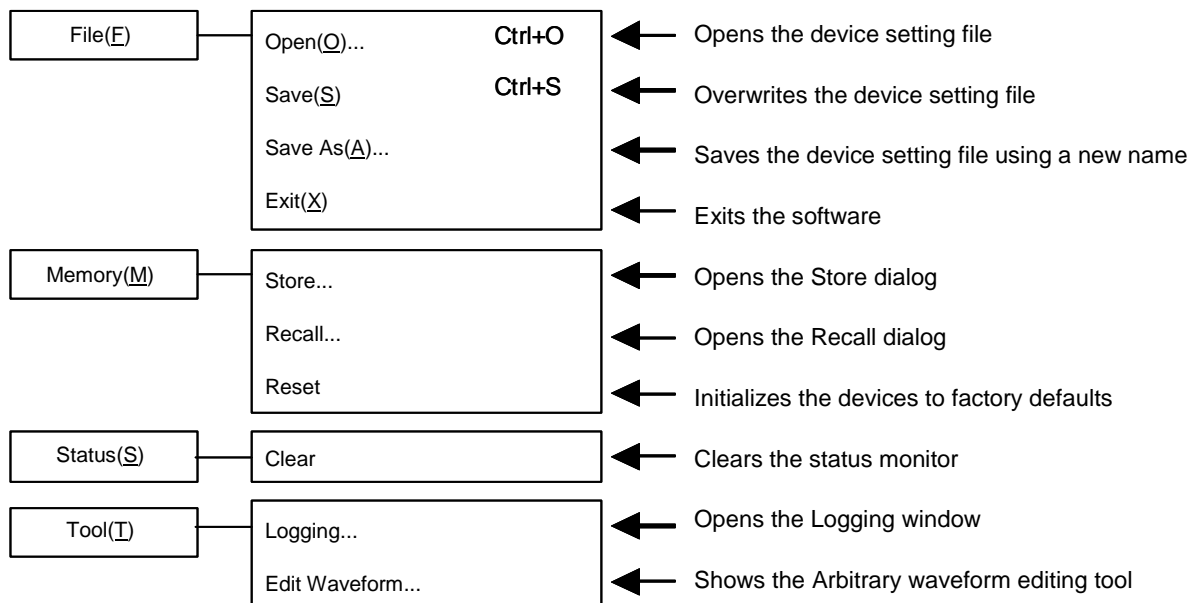 File(F) Open(O)... Ctrl+O Opens the device setting file
Save(S) Ctrl+S Overwrites the device setting file
Save As(A)... Saves the device setting file using a new name
Exit(X) Exits the software
Memory(M) Store... Opens the Store dialog
Recall... Opens the Recall dialog
Reset Initializes the devices to factory defaults
Status(S) Clear Clears the status monitor
Tool(T) Logging... Opens the Logging window
Edit Waveform... Shows the Arbitrary waveform editing tool